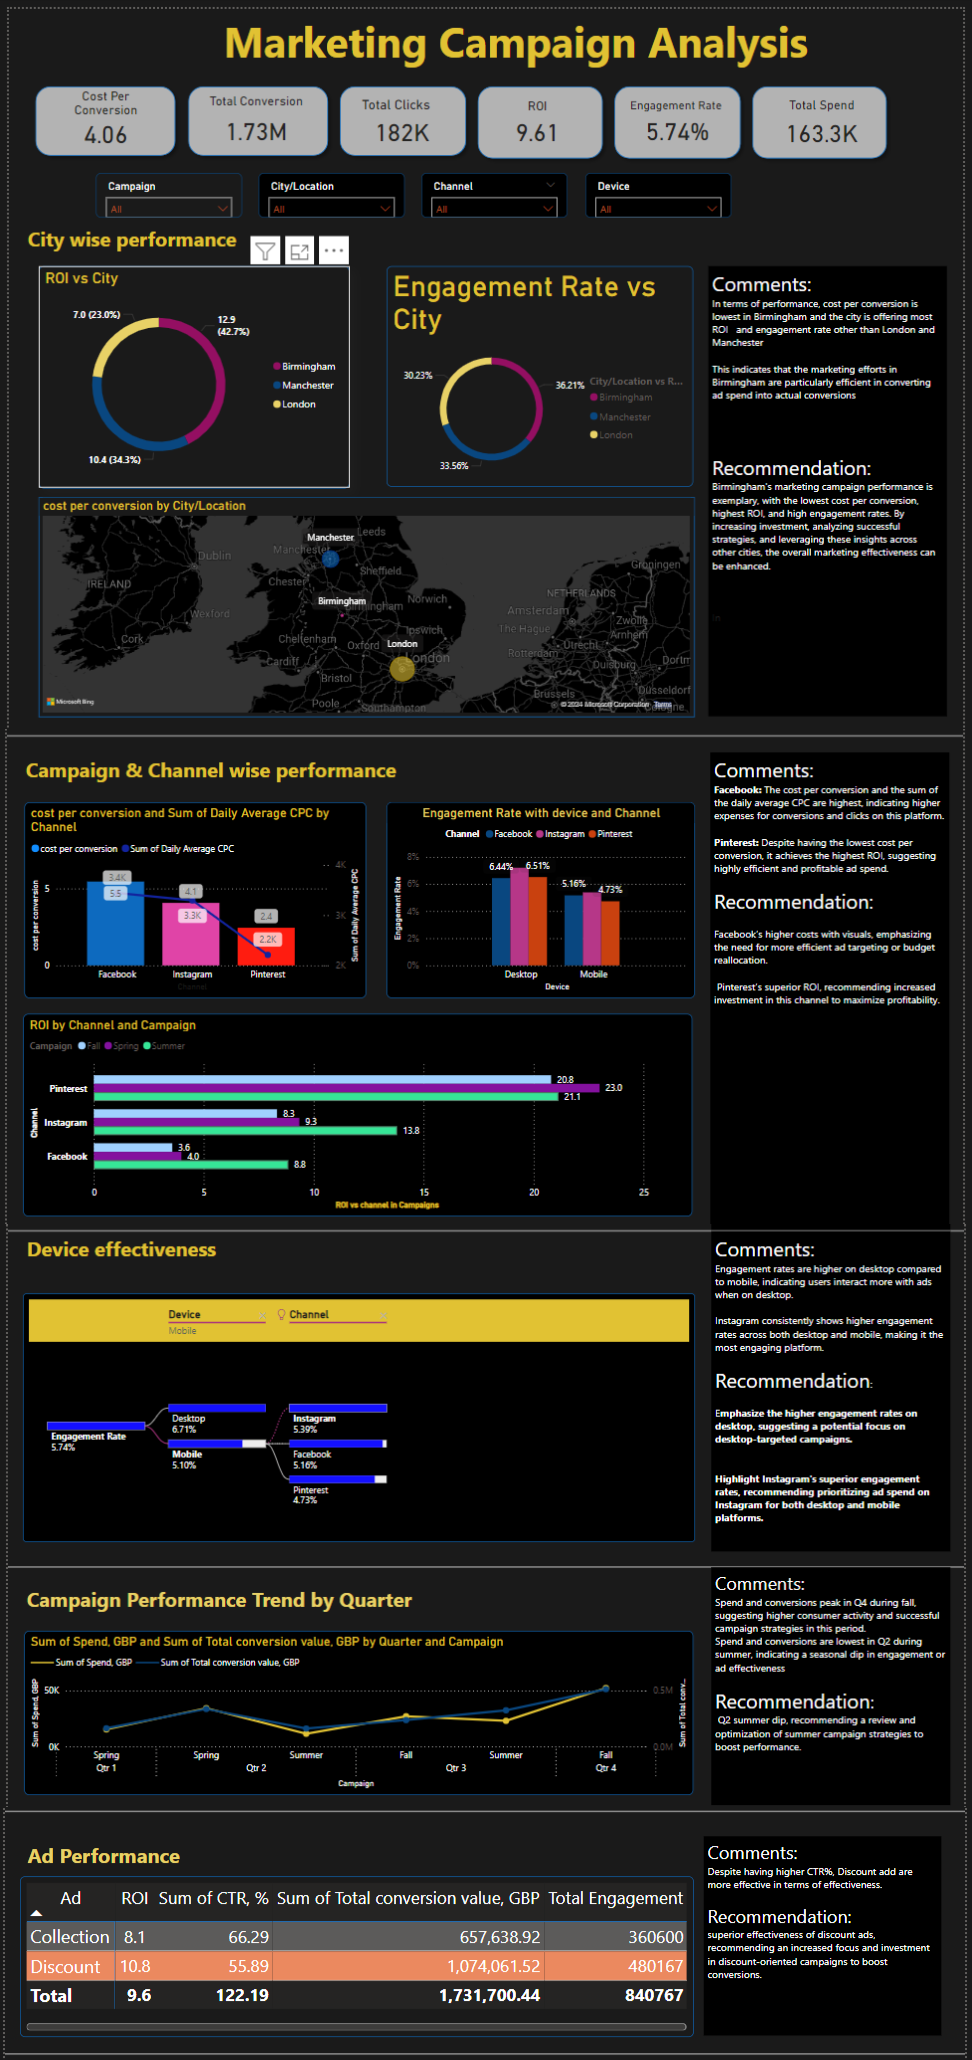 Marketing Campaign Analysis
Cost Per
Conversion
4.06
Total Conversion
1.73M
Total Clicks
182K
ROI
9.61
Engagement Rate
5.74%
Total Spend
163.3K
Campaign
All
City/Location
All
Channel
All
Device
All
City wise performance
ROI vs City
7.0 (23.0%)
12.9
(42.7%)
10.4 (34.3%)
Birmingham
Manchester
London
Engagement Rate vs
City
30.23%
36.21%
33.56%
City/Location vs R...
Birmingham
Manchester
London
Comments:
In terms of performance, cost per conversion is
lowest in Birmingham and the city is offering most
ROI and engagement rate other than London and
Manchester
This indicates that the marketing efforts in
Birmingham are particularly efficient in converting
ad spend into actual conversions
Recommendation:
Birmingham's marketing campaign performance is
exemplary, with the lowest cost per conversion,
highest ROI, and high engagement rates. By
increasing investment, analyzing successful
strategies, and leveraging these insights across
other cities, the overall marketing effectiveness can
be enhanced.
cost per conversion by City/Location
Manchester
Leeds
Dublin
Manchester
Sheffield
Groningen
IRELAND
Chester
NETHERLANDS
Birmingham
Norwich
Wexford
Amsterdam
Zwolle
Cork
Cheltenham
Ipswich
The Hague
Arnhem
Oxford
London
Rotterdam
Utrecht
Cardiff
London
Duisburg
Dortm
Bristol
Brussels
Düsseldorf
Poole
Southampton
Cologne
Microsoft Bing
© 2024 Microsoft Corporation Terms
Campaign & Channel wise performance
cost per conversion and Sum of Daily Average CPC by
Channel
cost per conversion
Sum of Daily Average CPC
cost per conversion
5
0
3.4K
5.5
4.1
3.3K
2.4
2.2K
4K
3K
2K
Sum of Daily Average CPC
Facebook
Instagram
Pinterest
Channel
Engagement Rate with device and Channel
Channel
Facebook
Instagram
Pinterest
Engagement Rate
8%
6%
4%
2%
0%
6.44%
6.51%
5.16%
4.73%
Desktop
Mobile
Device
Comments:
Facebook: The cost per conversion and the sum of
the daily average CPC are highest, indicating higher
expenses for conversions and clicks on this platform.
Pinterest: Despite having the lowest cost per
conversion, it achieves the highest ROI, suggesting
highly efficient and profitable ad spend.
Recommendation:
Facebook's higher costs with visuals, emphasizing
the need for more efficient ad targeting or budget
reallocation.
Pinterest's superior ROI, recommending increased
investment in this channel to maximize profitability.
ROI by Channel and Campaign
Campaign
Fall
Spring
Summer
Channel
Pinterest
20.8
23.0
21.1
Instagram
8.3
9.3
13.8
Facebook
3.6
4.0
8.8
0
5
10
15
20
25
ROI vs channel in Campaigns
Device effectiveness
Device
Mobile
Channel
Engagement Rate
5.74%
Desktop
6.71%
Mobile
5.10%
Instagram
5.39%
Facebook
5.16%
Pinterest
4.73%
Comments:
Engagement rates are higher on desktop compared
to mobile, indicating users interact more with ads
when on desktop.
Instagram consistently shows higher engagement
rates across both desktop and mobile, making it the
most engaging platform.
Recommendation:
Emphasize the higher engagement rates on
desktop, suggesting a potential focus on
desktop-targeted campaigns.
Highlight Instagram's superior engagement
rates, recommending prioritizing ad spend on
Instagram for both desktop and mobile
platforms.
Campaign Performance Trend by Quarter
Sum of Spend, GBP and Sum of Total conversion value, GBP by Quarter and Campaign
Sum of Spend, GBP
Sum of Total conversion value, GBP
Sum of Spend, GBP
50K
0K
0.5M
0.0M
Sum of Total conv...
Spring
Spring
Summer
Fall
Summer
Fall
Qtr 1
Qtr 2
Qtr 3
Qtr 4
Campaign
Comments:
Spend and conversions peak in Q4 during fall,
suggesting higher consumer activity and successful
campaign strategies in this period.
Spend and conversions are lowest in Q2 during
summer, indicating a seasonal dip in engagement or
ad effectiveness
Recommendation:
Q2 summer dip, recommending a review and
optimization of summer campaign strategies to
boost performance.
Ad Performance
Ad ROI Sum of CTR, % Sum of Total conversion value, GBP Total Engagement
Collection 8.1 66.29 657,638.92 360600
Discount 10.8 55.89 1,074,061.52 480167
Total 9.6 122.19 1,731,700.44 840767
Comments:
Despite having higher CTR%, Discount add are
more effective in terms of effectiveness.
Recommendation:
superior effectiveness of discount ads,
recommending an increased focus and investment
in discount-oriented campaigns to boost
conversions.